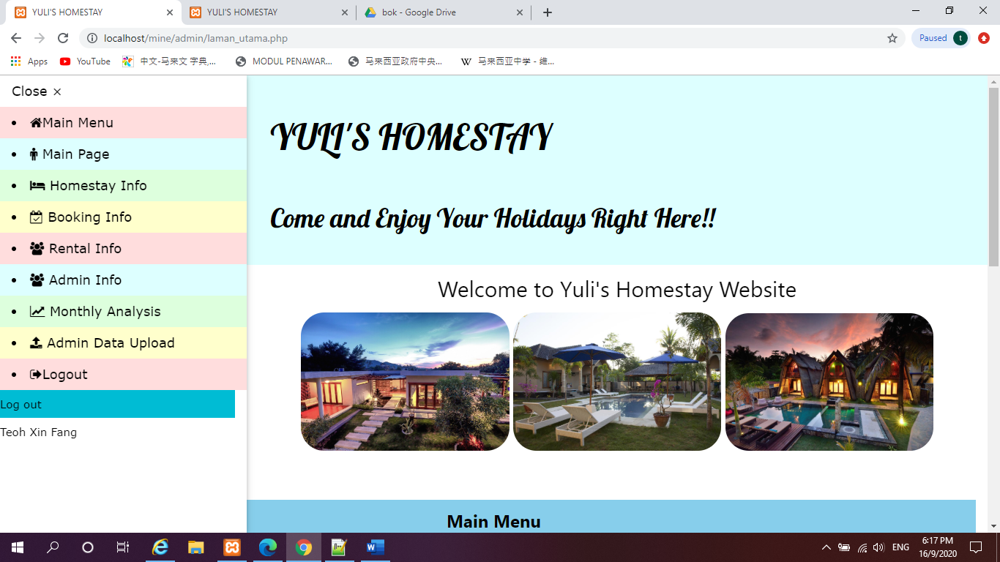 YULI'S HOMESTAY
YULI'S HOMESTAY
bok - Google Drive
localhost/mine/admin/laman_utama.php
Paused
t
Apps
YouTube
中文-马来文 字典,...
MODUL PENAWAR...
马来西亚政府中央...
W 马来西亚中学 - 维...
Close ×
Main Menu
Main Page
Homestay Info
Booking Info
Rental Info
Admin Info
Monthly Analysis
Admin Data Upload
Logout
Log out
Teoh Xin Fang
YULI'S HOMESTAY
Come and Enjoy Your Holidays Right Here!!
Welcome to Yuli's Homestay Website
Main Menu
ENG
6:17 PM
16/9/2020